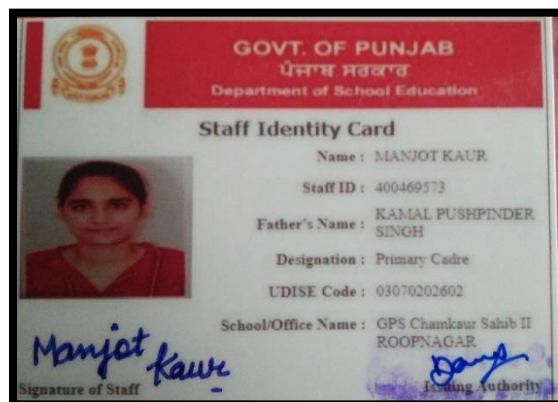 GOVT. OF PUNJAB
ਪੰਜਾਬ ਸਰਕਾਰ
Department of School Education
Staff Identity Card
Name : MANJOT KAUR
Staff ID : 400469573
Father's Name : KAMAL PUSHPINDER
SINGH
Designation : Primary Cadre
UDISE Code : 03070202602
School/Office Name : GPS Chamkaur Sahib II
ROOPNAGAR
Manjot Kaur
Signature of Staff
Issuing Authority